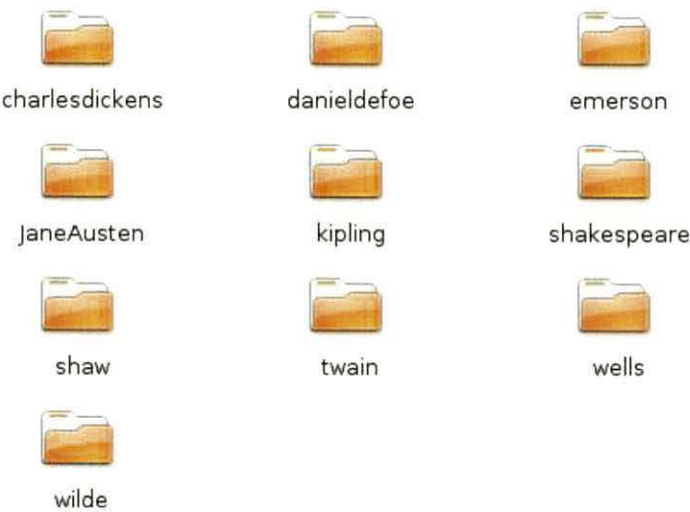 charlesdickens danieldefoe emerson
JaneAusten kipling shakespeare
shaw twain wells
wilde